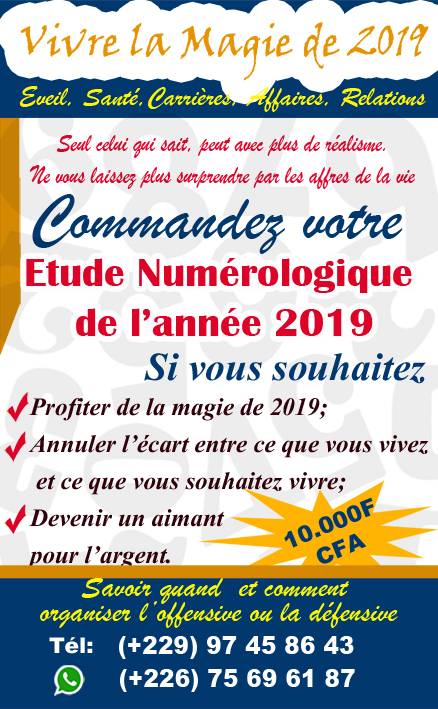 Vivre la Magie de 2019
Eveil, Santé, Carrières, Affaires, Relations
Seul celui qui sait, peut avec plus de réalisme.
Ne vous laissez plus surprendre par les affres de la vie
Commandez votre
Etude Numérologique
de l'année 2019
Si vous souhaitez
Profiter de la magie de 2019;
Annuler l'écart entre ce que vous vivez
et ce que vous souhaitez vivre;
Devenir un aimant
pour l'argent.
10.000F
CFA
Savoir quand et comment
organiser l'offensive ou la défensive
Tél: (+229) 97 45 86 43
(+226) 75 69 61 87